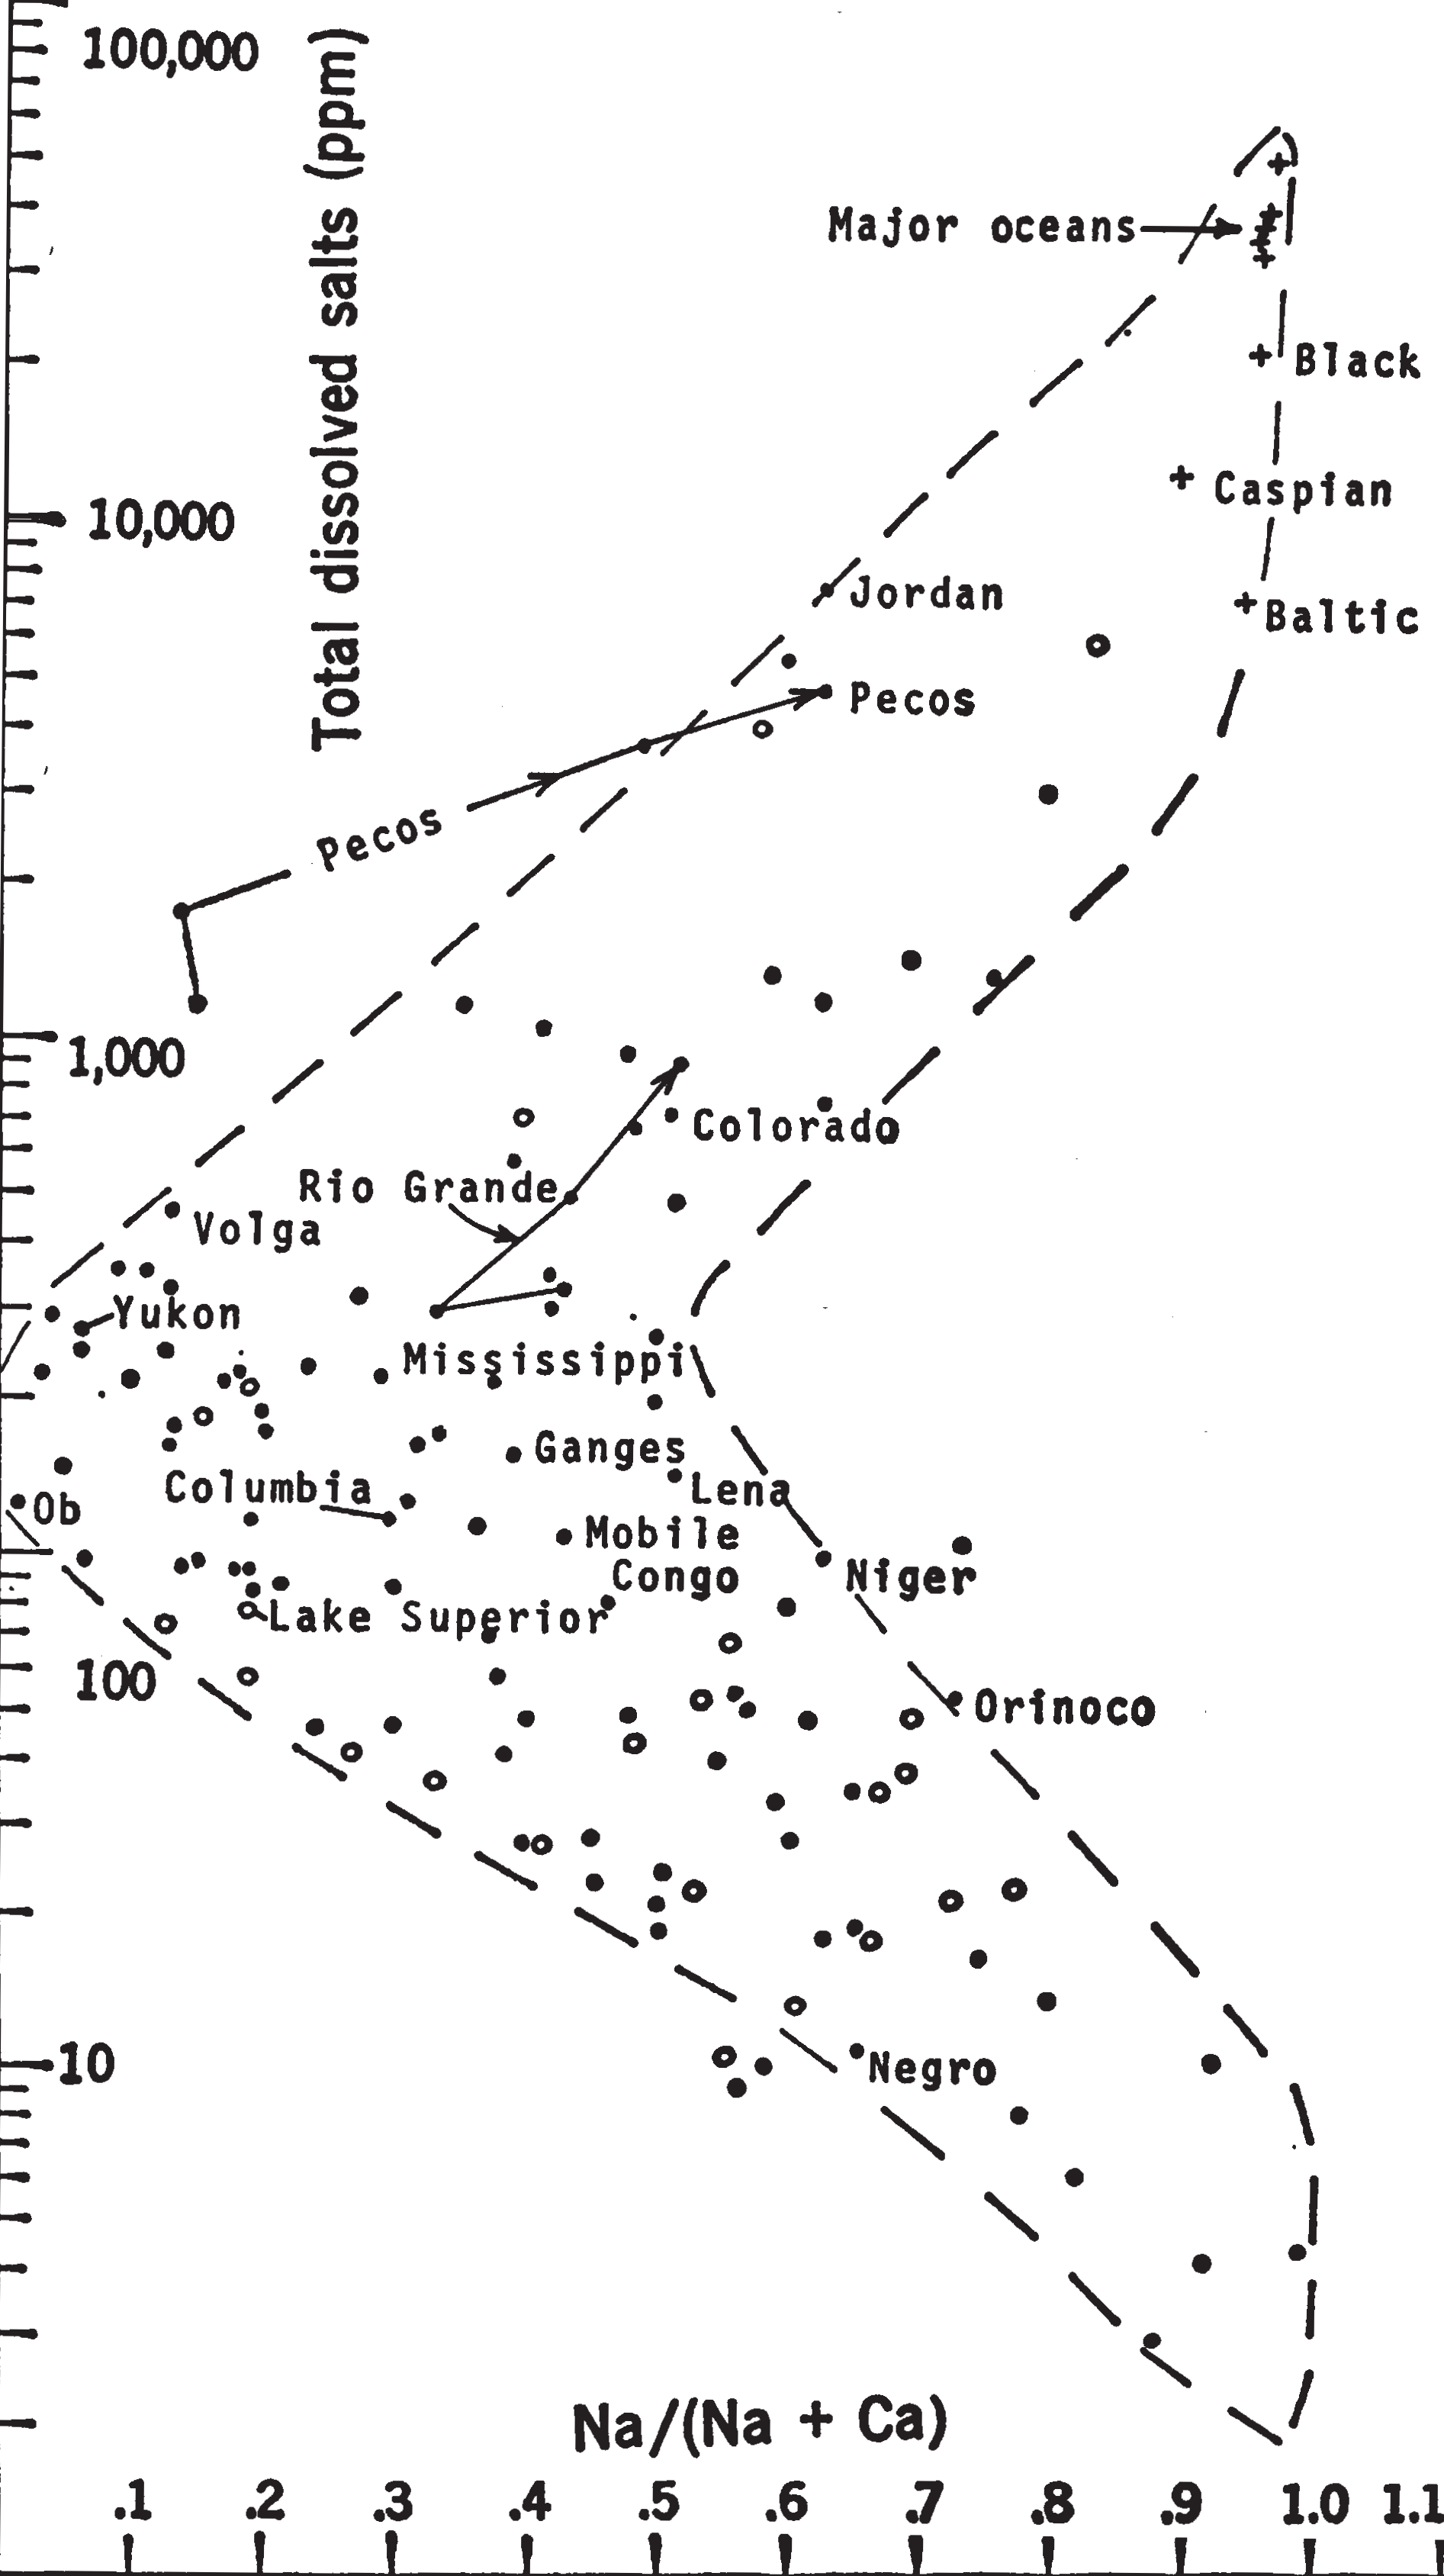 100,000
Total dissolved salts (ppm)
Major oceans
Black
Caspian
10,000
Jordan
Baltic
Pecos
Pecos
1,000
Colorado
Rio Grande
Volga
Yukon
Mississippi
Ganges
Columbia
Lena
Ob
Mobile
Congo
Niger
Lake Superior
100
Orinoco
10
Negro
Na/(Na + Ca)
.1 .2 .3 .4 .5 .6 .7 .8 .9 1.0 1.1